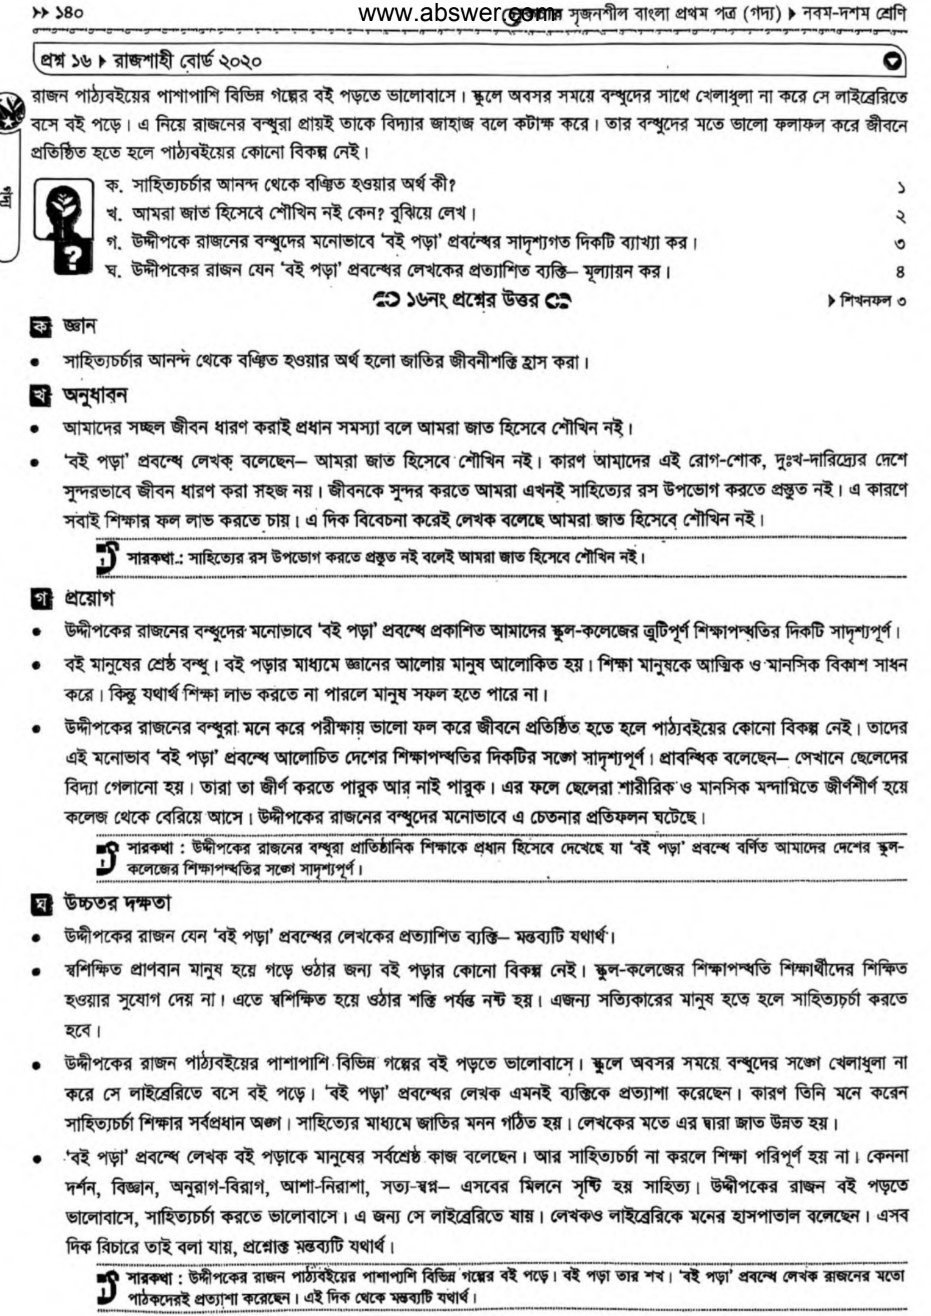 ›› ১৪০ www.abswer.com সৃজনশীল বাংলা প্রথম পত্র (গদ্য) ▶ নবম-দশম শ্রেণি
প্রশ্ন ১৬ ▶ রাজশাহী বোর্ড ২০২০
রাজন পাঠ্যবইয়ের পাশাপাশি বিভিন্ন গল্পের বই পড়তে ভালোবাসে। স্কুলে অবসর সময়ে বন্ধুদের সাথে খেলাধুলা না করে সে লাইব্রেরিতে
বসে বই পড়ে। এ নিয়ে রাজনের বন্ধুরা প্রায়ই তাকে বিদ্যার জাহাজ বলে কটাক্ষ করে। তার বন্ধুদের মতে ভালো ফলাফল করে জীবনে
প্রতিষ্ঠিত হতে হলে পাঠ্যবইয়ের কোনো বিকল্প নেই।
গদ্য
ক. সাহিত্যচর্চার আনন্দ থেকে বঞ্চিত হওয়ার অর্থ কী? ১
খ. আমরা জাত হিসেবে শৌখিন নই কেন? বুঝিয়ে লেখ। ২
গ. উদ্দীপকে রাজনের বন্ধুদের মনোভাবে ‘বই পড়া’ প্রবন্ধের সাদৃশ্যগত দিকটি ব্যাখ্যা কর। ৩
ঘ. উদ্দীপকের রাজন যেন ‘বই পড়া’ প্রবন্ধের লেখকের প্রত্যাশিত ব্যক্তি– মূল্যায়ন কর। ৪
১৬নং প্রশ্নের উত্তর ▶ শিখনফল ৩
ক জ্ঞান
● সাহিত্যচর্চার আনন্দ থেকে বঞ্চিত হওয়ার অর্থ হলো জাতির জীবনীশক্তি হ্রাস করা।
খ অনুধাবন
● আমাদের সচ্ছল জীবন ধারণ করাই প্রধান সমস্যা বলে আমরা জাত হিসেবে শৌখিন নই।
● ‘বই পড়া’ প্রবন্ধে লেখক বলেছেন– আমরা জাত হিসেবে শৌখিন নই। কারণ আমাদের এই রোগ-শোক, দুঃখ-দারিদ্র্যের দেশে
সুন্দরভাবে জীবন ধারণ করা সহজ নয়। জীবনকে সুন্দর করতে আমরা এখনই সাহিত্যের রস উপভোগ করতে প্রস্তুত নই। এ কারণে
সবাই শিক্ষার ফল লাভ করতে চায়। এ দিক বিবেচনা করেই লেখক বলেছে আমরা জাত হিসেবে শৌখিন নই।
সারকথা : সাহিত্যের রস উপভোগ করতে প্রস্তুত নই বলেই আমরা জাত হিসেবে শৌখিন নই।
গ প্রয়োগ
● উদ্দীপকের রাজনের বন্ধুদের মনোভাবে ‘বই পড়া’ প্রবন্ধে প্রকাশিত আমাদের স্কুল-কলেজের ত্রুটিপূর্ণ শিক্ষাপদ্ধতির দিকটি সাদৃশ্যপূর্ণ।
● বই মানুষের শ্রেষ্ঠ বন্ধু। বই পড়ার মাধ্যমে জ্ঞানের আলোয় মানুষ আলোকিত হয়। শিক্ষা মানুষকে আত্মিক ও মানসিক বিকাশ সাধন
করে। কিন্তু যথার্থ শিক্ষা লাভ করতে না পারলে মানুষ সফল হতে পারে না।
● উদ্দীপকের রাজনের বন্ধুরা মনে করে পরীক্ষায় ভালো ফল করে জীবনে প্রতিষ্ঠিত হতে হলে পাঠ্যবইয়ের কোনো বিকল্প নেই। তাদের
এই মনোভাব ‘বই পড়া’ প্রবন্ধে আলোচিত দেশের শিক্ষাপদ্ধতির দিকটির সঙ্গে সাদৃশ্যপূর্ণ। প্রাবন্ধিক বলেছেন– সেখানে ছেলেদের
বিদ্যা গেলানো হয়। তারা তা জীর্ণ করতে পারুক আর নাই পারুক। এর ফলে ছেলেরা শারীরিক ও মানসিক মন্দাগ্নিতে জীর্ণশীর্ণ হয়ে
কলেজ থেকে বেরিয়ে আসে। উদ্দীপকের রাজনের বন্ধুদের মনোভাবে এ চেতনার প্রতিফলন ঘটেছে।
সারকথা : উদ্দীপকের রাজনের বন্ধুরা প্রাতিষ্ঠানিক শিক্ষাকে প্রধান হিসেবে দেখেছে যা ‘বই পড়া’ প্রবন্ধে বর্ণিত আমাদের দেশের স্কুল-
কলেজের শিক্ষাপদ্ধতির সঙ্গে সাদৃশ্যপূর্ণ।
ঘ উচ্চতর দক্ষতা
● উদ্দীপকের রাজন যেন ‘বই পড়া’ প্রবন্ধের লেখকের প্রত্যাশিত ব্যক্তি– মন্তব্যটি যথার্থ।
● স্বশিক্ষিত প্রাণবান মানুষ হয়ে গড়ে ওঠার জন্য বই পড়ার কোনো বিকল্প নেই। স্কুল-কলেজের শিক্ষাপদ্ধতি শিক্ষার্থীদের শিক্ষিত
হওয়ার সুযোগ দেয় না। এতে স্বশিক্ষিত হয়ে ওঠার শক্তি পর্যন্ত নষ্ট হয়। এজন্য সত্যিকারের মানুষ হতে হলে সাহিত্যচর্চা করতে
হবে।
● উদ্দীপকের রাজন পাঠ্যবইয়ের পাশাপাশি বিভিন্ন গল্পের বই পড়তে ভালোবাসে। স্কুলে অবসর সময়ে বন্ধুদের সঙ্গে খেলাধুলা না
করে সে লাইব্রেরিতে বসে বই পড়ে। ‘বই পড়া’ প্রবন্ধের লেখক এমনই ব্যক্তিকে প্রত্যাশা করেছেন। কারণ তিনি মনে করেন
সাহিত্যচর্চা শিক্ষার সর্বপ্রধান অঙ্গ। সাহিত্যের মাধ্যমে জাতির মনন গঠিত হয়। লেখকের মতে এর দ্বারা জাত উন্নত হয়।
● ‘বই পড়া’ প্রবন্ধে লেখক বই পড়াকে মানুষের সর্বশ্রেষ্ঠ কাজ বলেছেন। আর সাহিত্যচর্চা না করলে শিক্ষা পরিপূর্ণ হয় না। কেননা
দর্শন, বিজ্ঞান, অনুরাগ-বিরাগ, আশা-নিরাশা, সত্য-স্বপ্ন– এসবের মিলনে সৃষ্টি হয় সাহিত্য। উদ্দীপকের রাজন বই পড়তে
ভালোবাসে, সাহিত্যচর্চা করতে ভালোবাসে। এ জন্য সে লাইব্রেরিতে যায়। লেখকও লাইব্রেরিকে মনের হাসপাতাল বলেছেন। এসব
দিক বিচারে তাই বলা যায়, প্রশ্নোক্ত মন্তব্যটি যথার্থ।
সারকথা : উদ্দীপকের রাজন পাঠ্যবইয়ের পাশাপাশি বিভিন্ন গল্পের বই পড়ে। বই পড়া তার শখ। ‘বই পড়া’ প্রবন্ধে লেখক রাজনের মতো
পাঠকদেরই প্রত্যাশা করেছেন। এই দিক থেকে মন্তব্যটি যথার্থ।